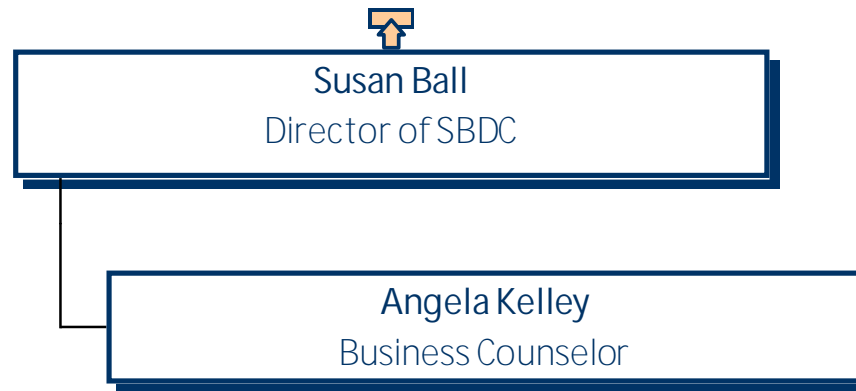 Susan Ball
Director of SBDC
Angela Kelley
Business Counselor